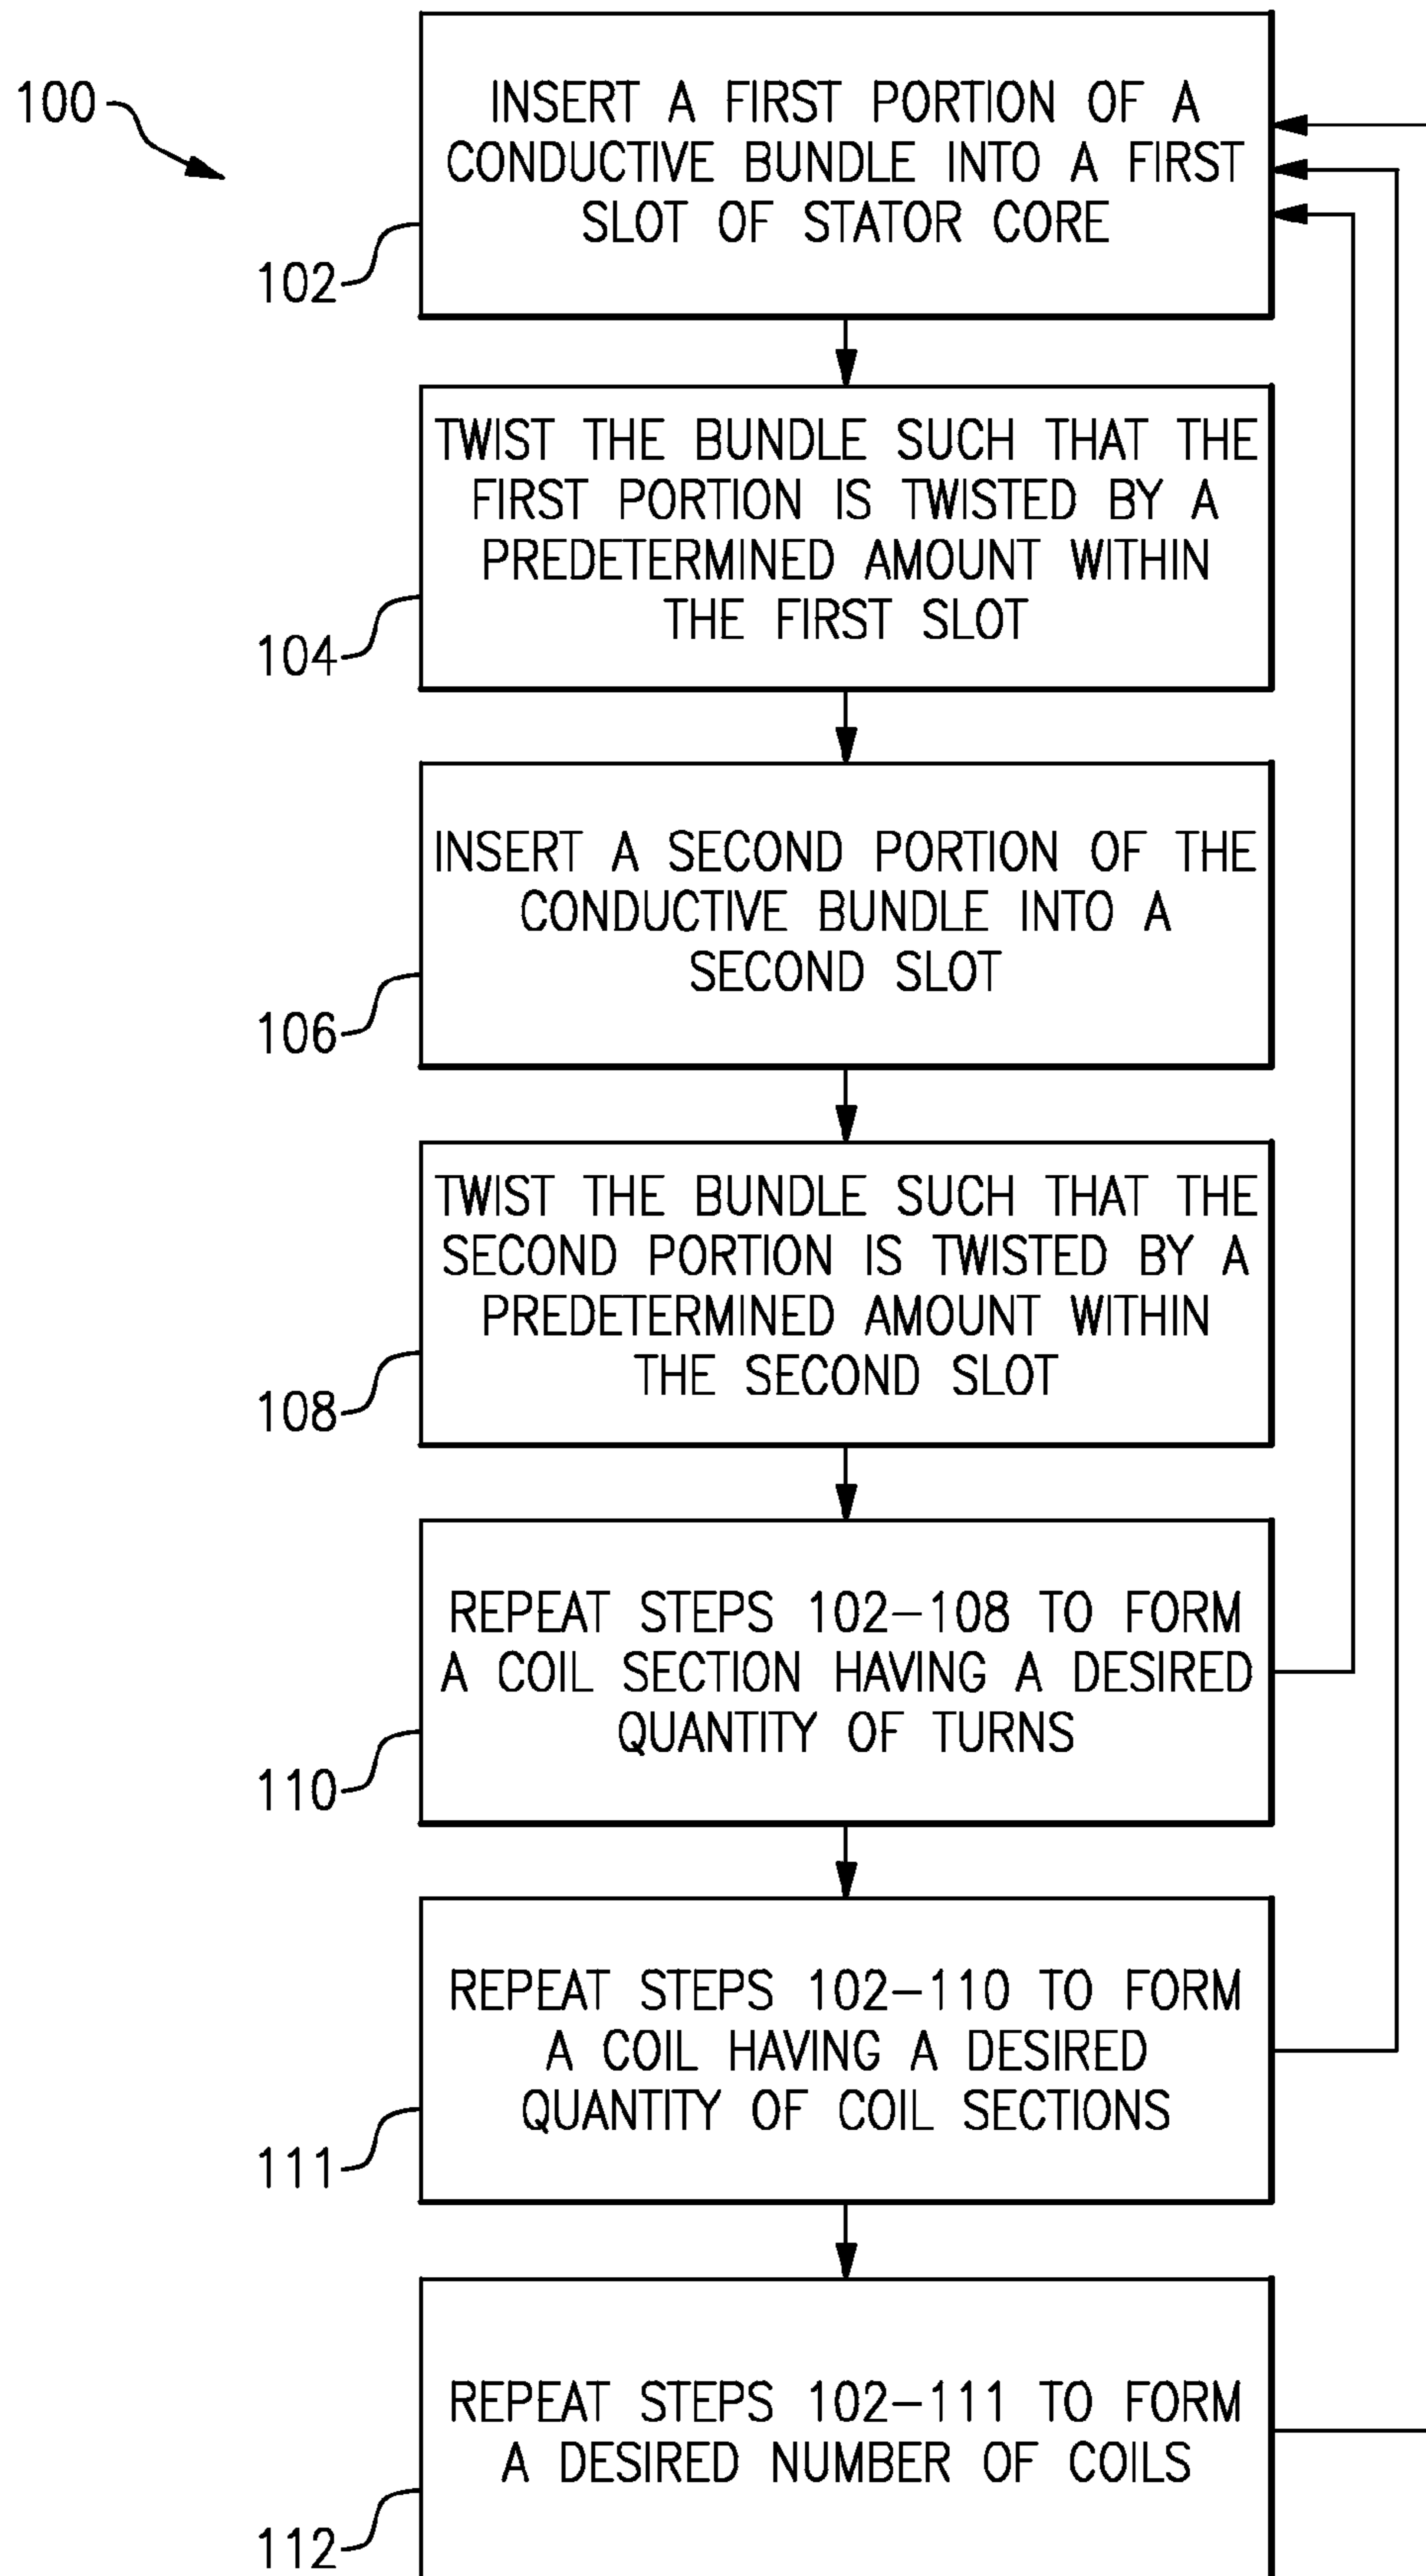 100
INSERT A FIRST PORTION OF A
CONDUCTIVE BUNDLE INTO A FIRST
SLOT OF STATOR CORE
102
TWIST THE BUNDLE SUCH THAT THE
FIRST PORTION IS TWISTED BY A
PREDETERMINED AMOUNT WITHIN
THE FIRST SLOT
104
INSERT A SECOND PORTION OF THE
CONDUCTIVE BUNDLE INTO A
SECOND SLOT
106
TWIST THE BUNDLE SUCH THAT THE
SECOND PORTION IS TWISTED BY A
PREDETERMINED AMOUNT WITHIN
THE SECOND SLOT
108
REPEAT STEPS 102-108 TO FORM
A COIL SECTION HAVING A DESIRED
QUANTITY OF TURNS
110
REPEAT STEPS 102-110 TO FORM
A COIL HAVING A DESIRED
QUANTITY OF COIL SECTIONS
111
REPEAT STEPS 102-111 TO FORM
A DESIRED NUMBER OF COILS
112